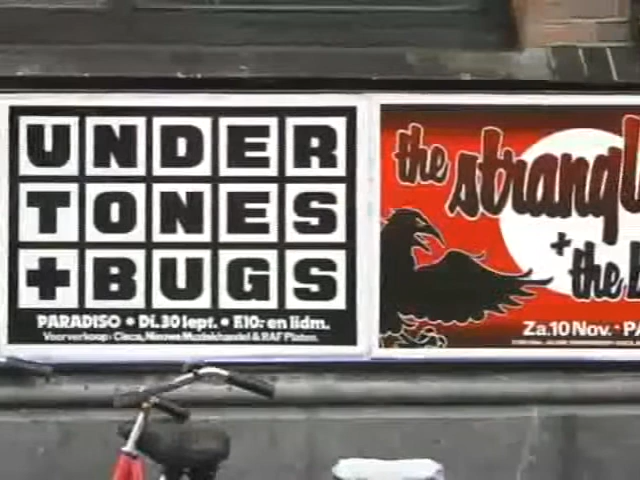 UNDER
TONES
+BUGS
PARADISO • Di. 30 sept. • f.10:- en lidm.
Voorverkoop: Cisca, Nieuwe Muziekhandel & RAF Platen.
the strangl
+ the b
Za. 10 Nov. • PA